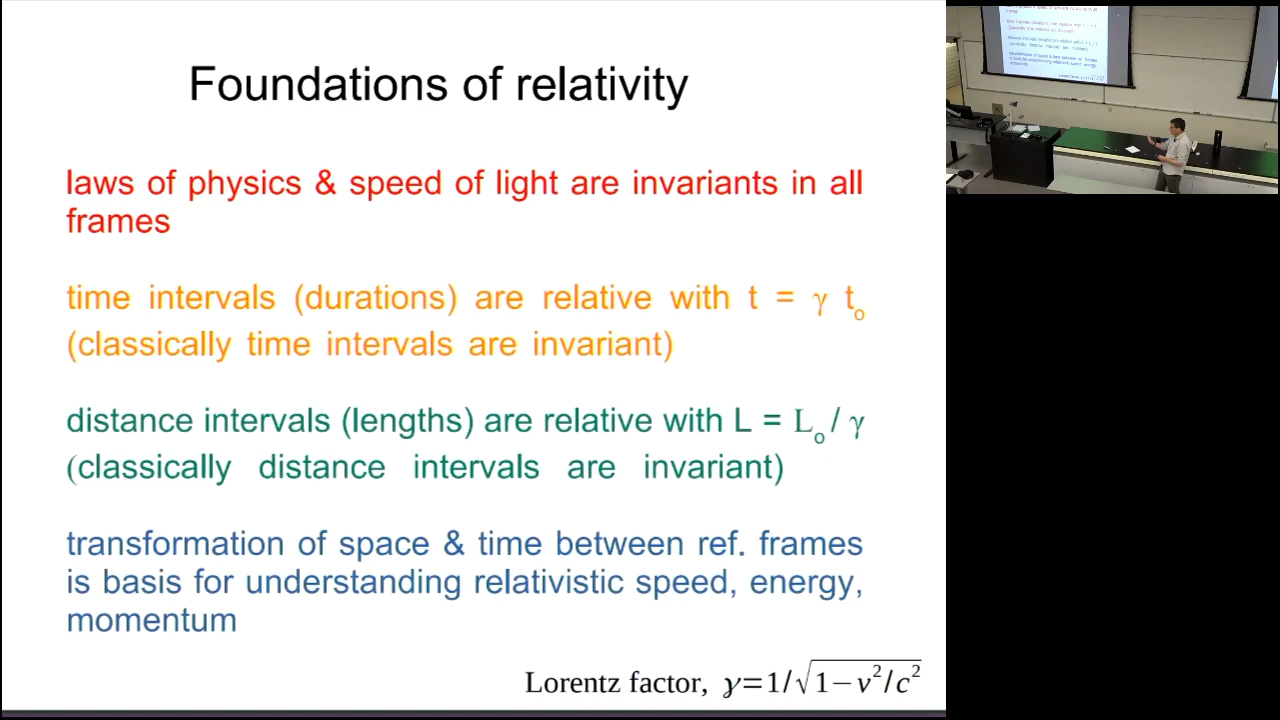 Foundations of relativity
laws of physics & speed of light are invariants in all
frames
time intervals (durations) are relative with t = γ t₀
(classically time intervals are invariant)
distance intervals (lengths) are relative with L = L₀ / γ
(classically distance intervals are invariant)
transformation of space & time between ref. frames
is basis for understanding relativistic speed, energy,
momentum
Lorentz factor, γ=1/√1−v²/c²